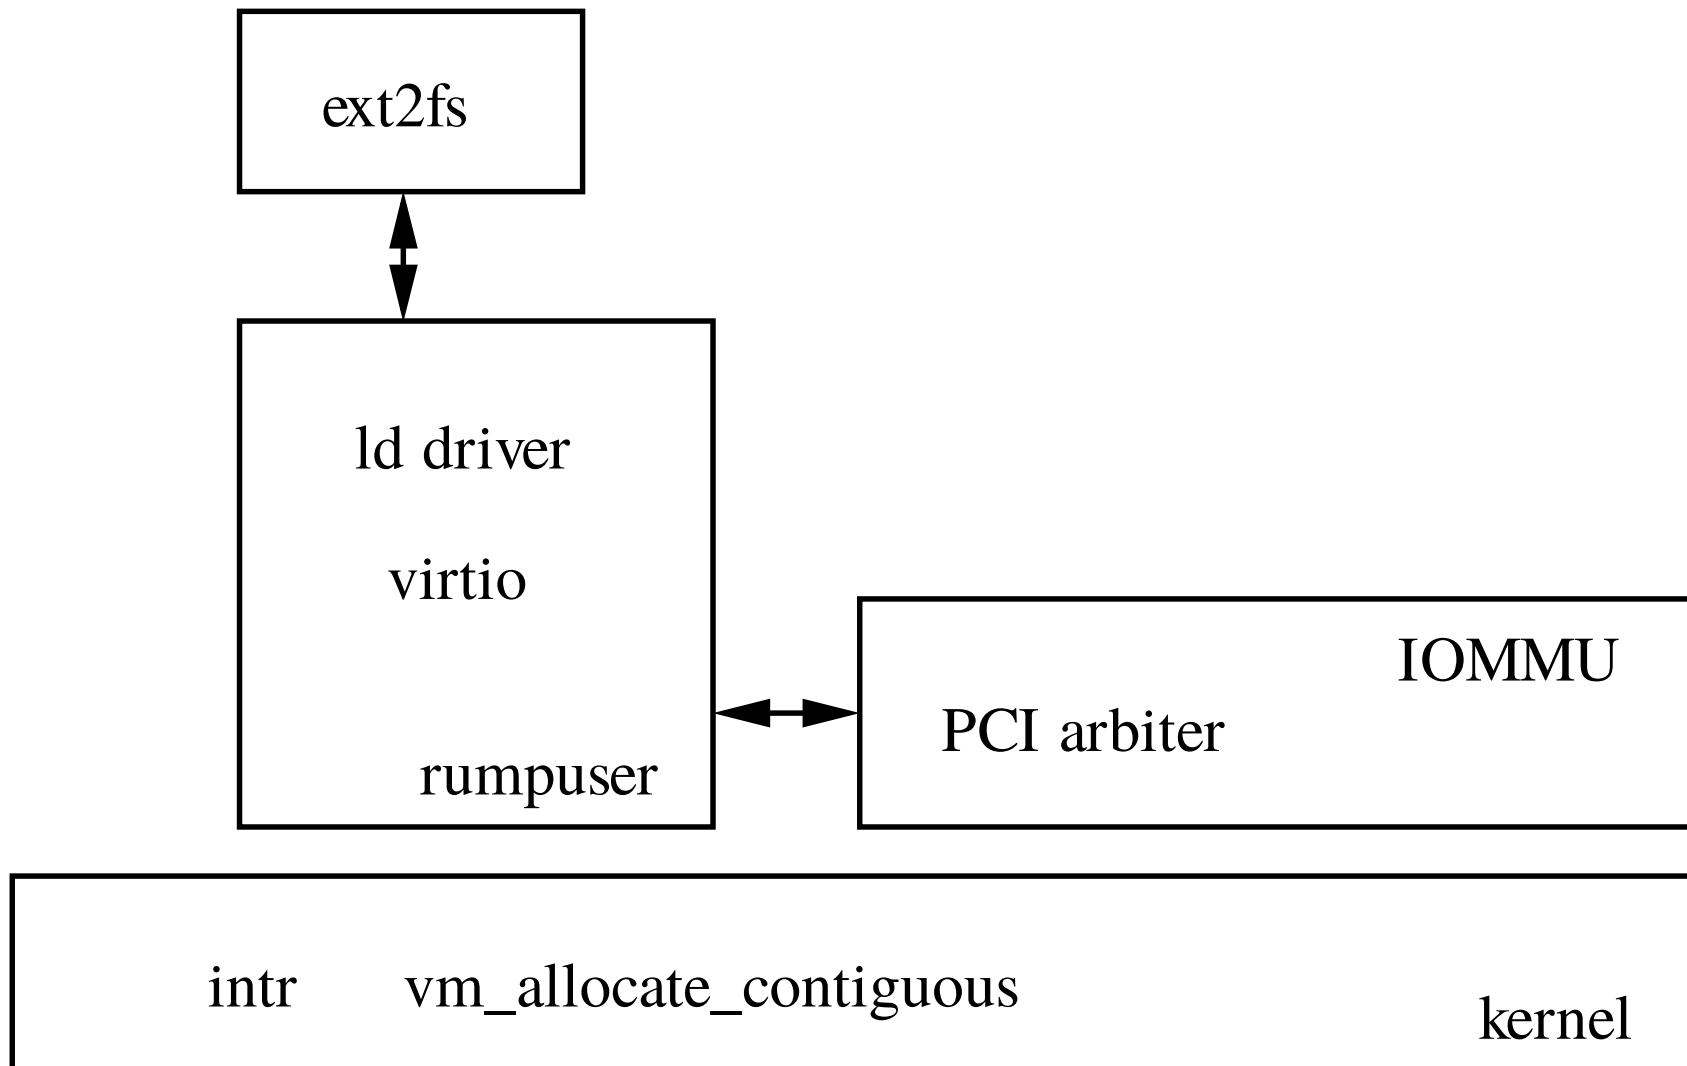 ext2fs
ld driver
virtio
rumpuser
IOMMU
PCI arbiter
intr vm_allocate_contiguous
kernel